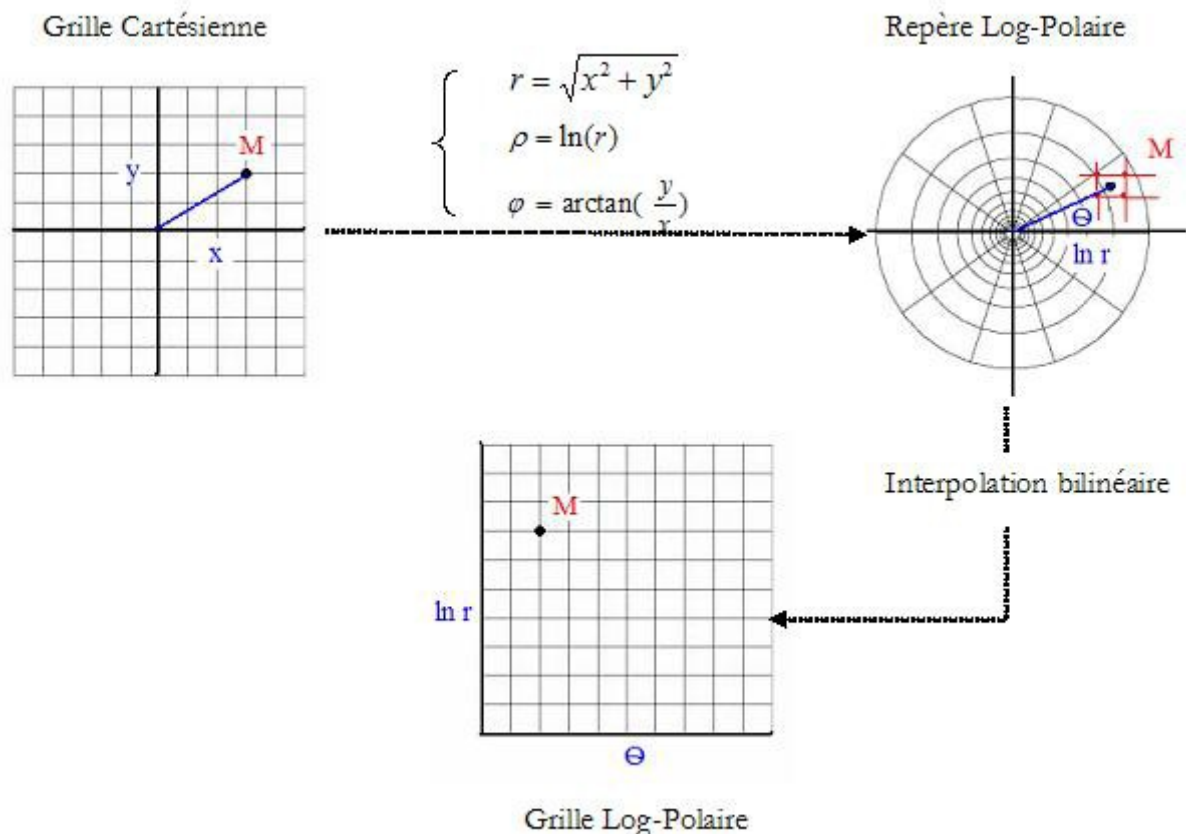 Grille Cartésienne
Repère Log-Polaire
r = √x² + y²
ρ = ln(r)
φ = arctan( y/x )
M
y
x
M
Θ
ln r
Interpolation bilinéaire
M
ln r
Θ
Grille Log-Polaire